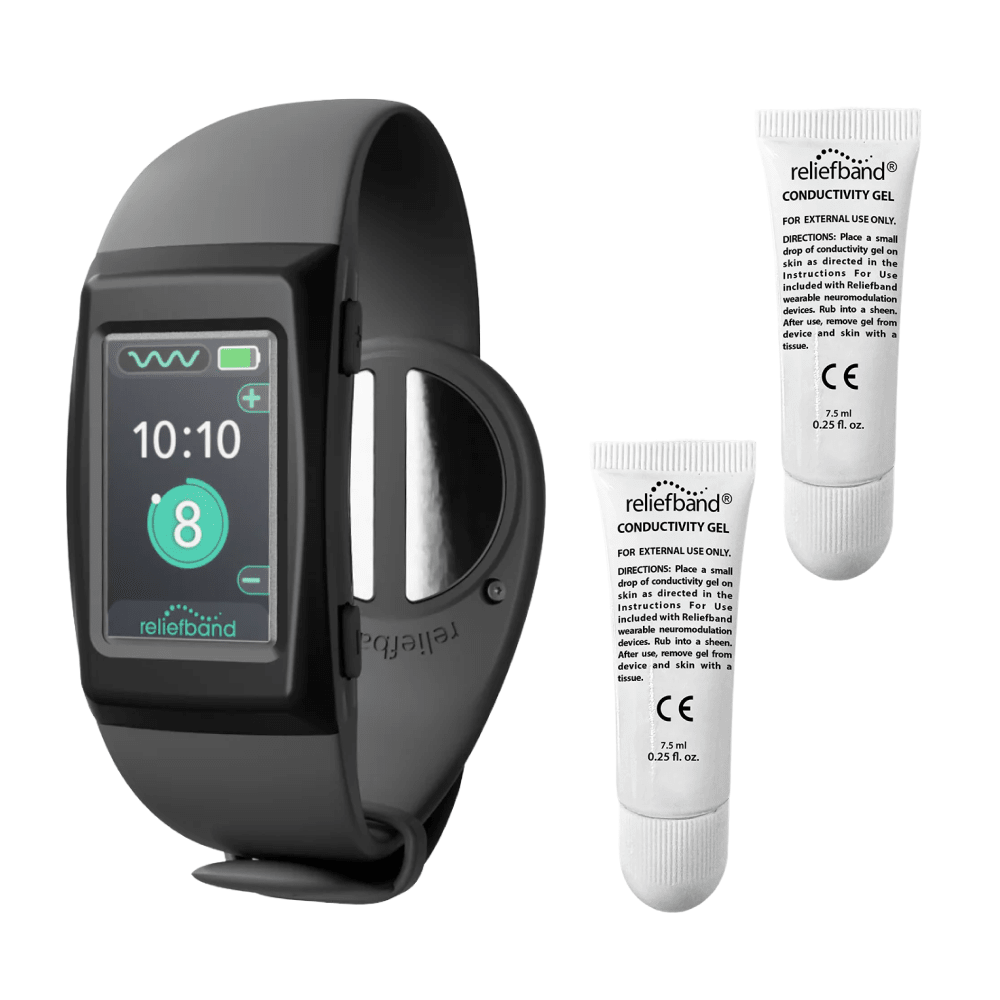 10:10
8
reliefband
reliefba
reliefband®
CONDUCTIVITY GEL
FOR EXTERNAL USE ONLY.
DIRECTIONS: Place a small
drop of conductivity gel on
skin as directed in the
Instructions For Use
included with Reliefband
wearable neuromodulation
devices. Rub into a sheen.
After use, remove gel from
device and skin with a
tissue.
CE
7.5 ml
0.25 fl. oz.
reliefband®
CONDUCTIVITY GEL
FOR EXTERNAL USE ONLY.
DIRECTIONS: Place a small
drop of conductivity gel on
skin as directed in the
Instructions For Use
included with Reliefband
wearable neuromodulation
devices. Rub into a sheen.
After use, remove gel from
device and skin with a
tissue.
CE
7.5 ml
0.25 fl. oz.